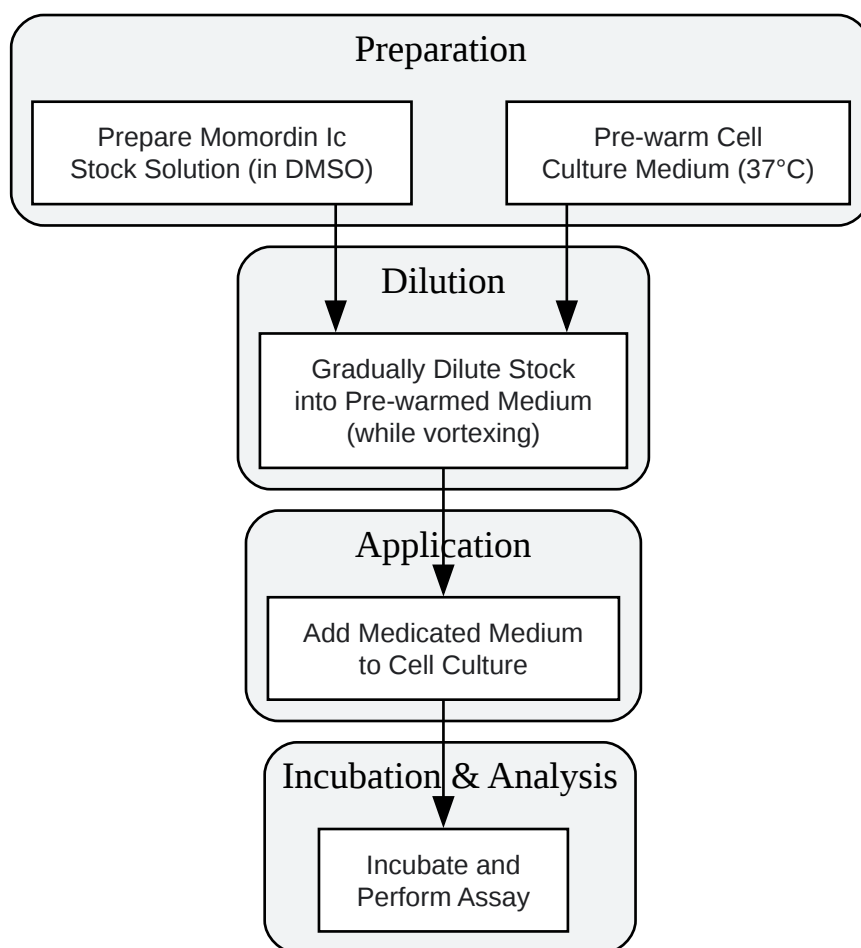 Preparation
Prepare Momordin Ic
Stock Solution (in DMSO)
Pre-warm Cell
Culture Medium (37°C)
Dilution
Gradually Dilute Stock
into Pre-warmed Medium
(while vortexing)
Application
Add Medicated Medium
to Cell Culture
Incubation & Analysis
Incubate and
Perform Assay